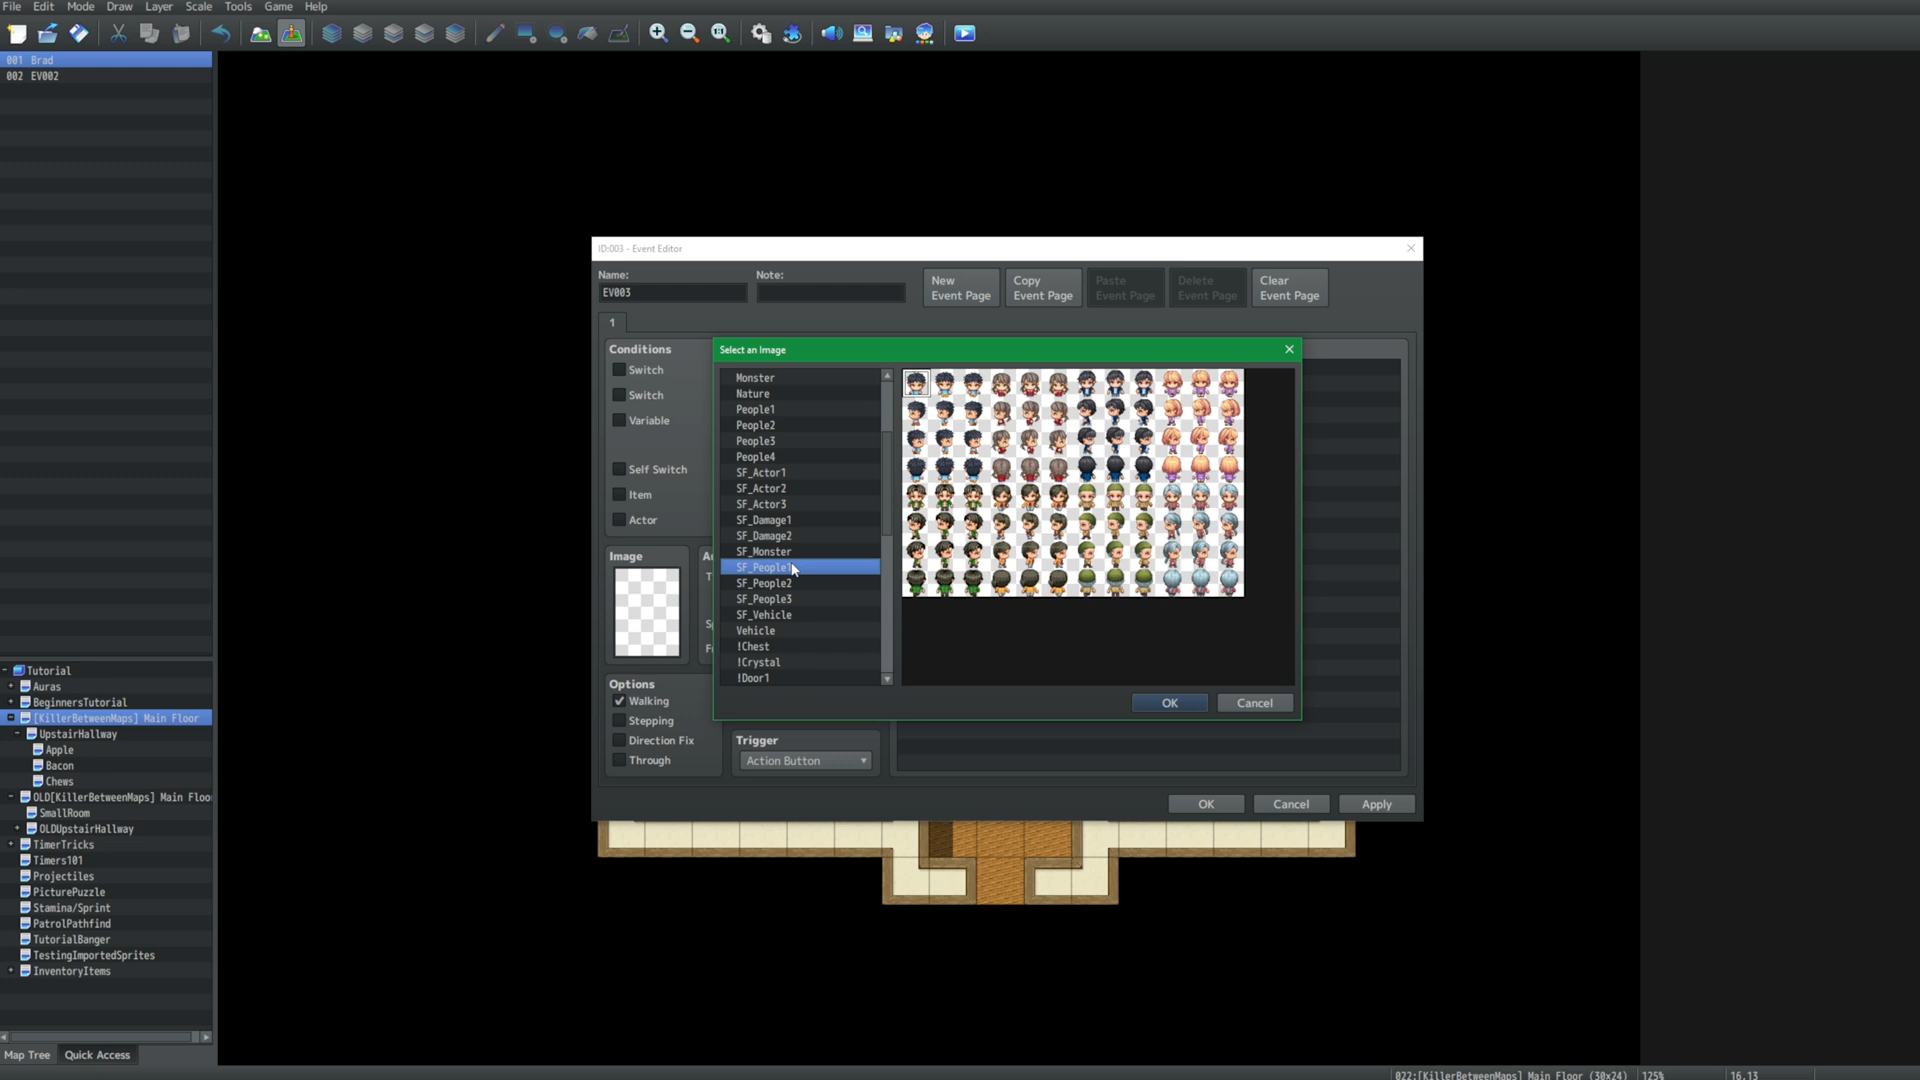 File Edit Mode Draw Layer Scale Tools Game Help
001 Brad
002 EV002
ID:003 - Event Editor
Name:
Note:
EV003
New Event Page
Copy Event Page
Paste Event Page
Delete Event Page
Clear Event Page
1
Conditions
Switch
Switch
Variable
Self Switch
Item
Actor
Image
Options
Walking
Stepping
Direction Fix
Through
Trigger
Action Button
OK
Cancel
Apply
Select an Image
Monster
Nature
People1
People2
People3
People4
SF_Actor1
SF_Actor2
SF_Actor3
SF_Damage1
SF_Damage2
SF_Monster
SF_People1
SF_People2
SF_People3
SF_Vehicle
Vehicle
!Chest
!Crystal
!Door1
OK
Cancel
Tutorial
Auras
BeginnersTutorial
[KillerBetweenMaps] Main Floor
UpstairHallway
Apple
Bacon
Chews
OLD[KillerBetweenMaps] Main Floo
SmallRoom
OLDUpstairHallway
TimerTricks
Timers101
Projectiles
PicturePuzzle
Stamina/Sprint
PatrolPathfind
TutorialBanger
TestingImportedSprites
InventoryItems
Map Tree
Quick Access
022:[KillerBetweenMaps] Main Floor (30x24)
125%
16,13